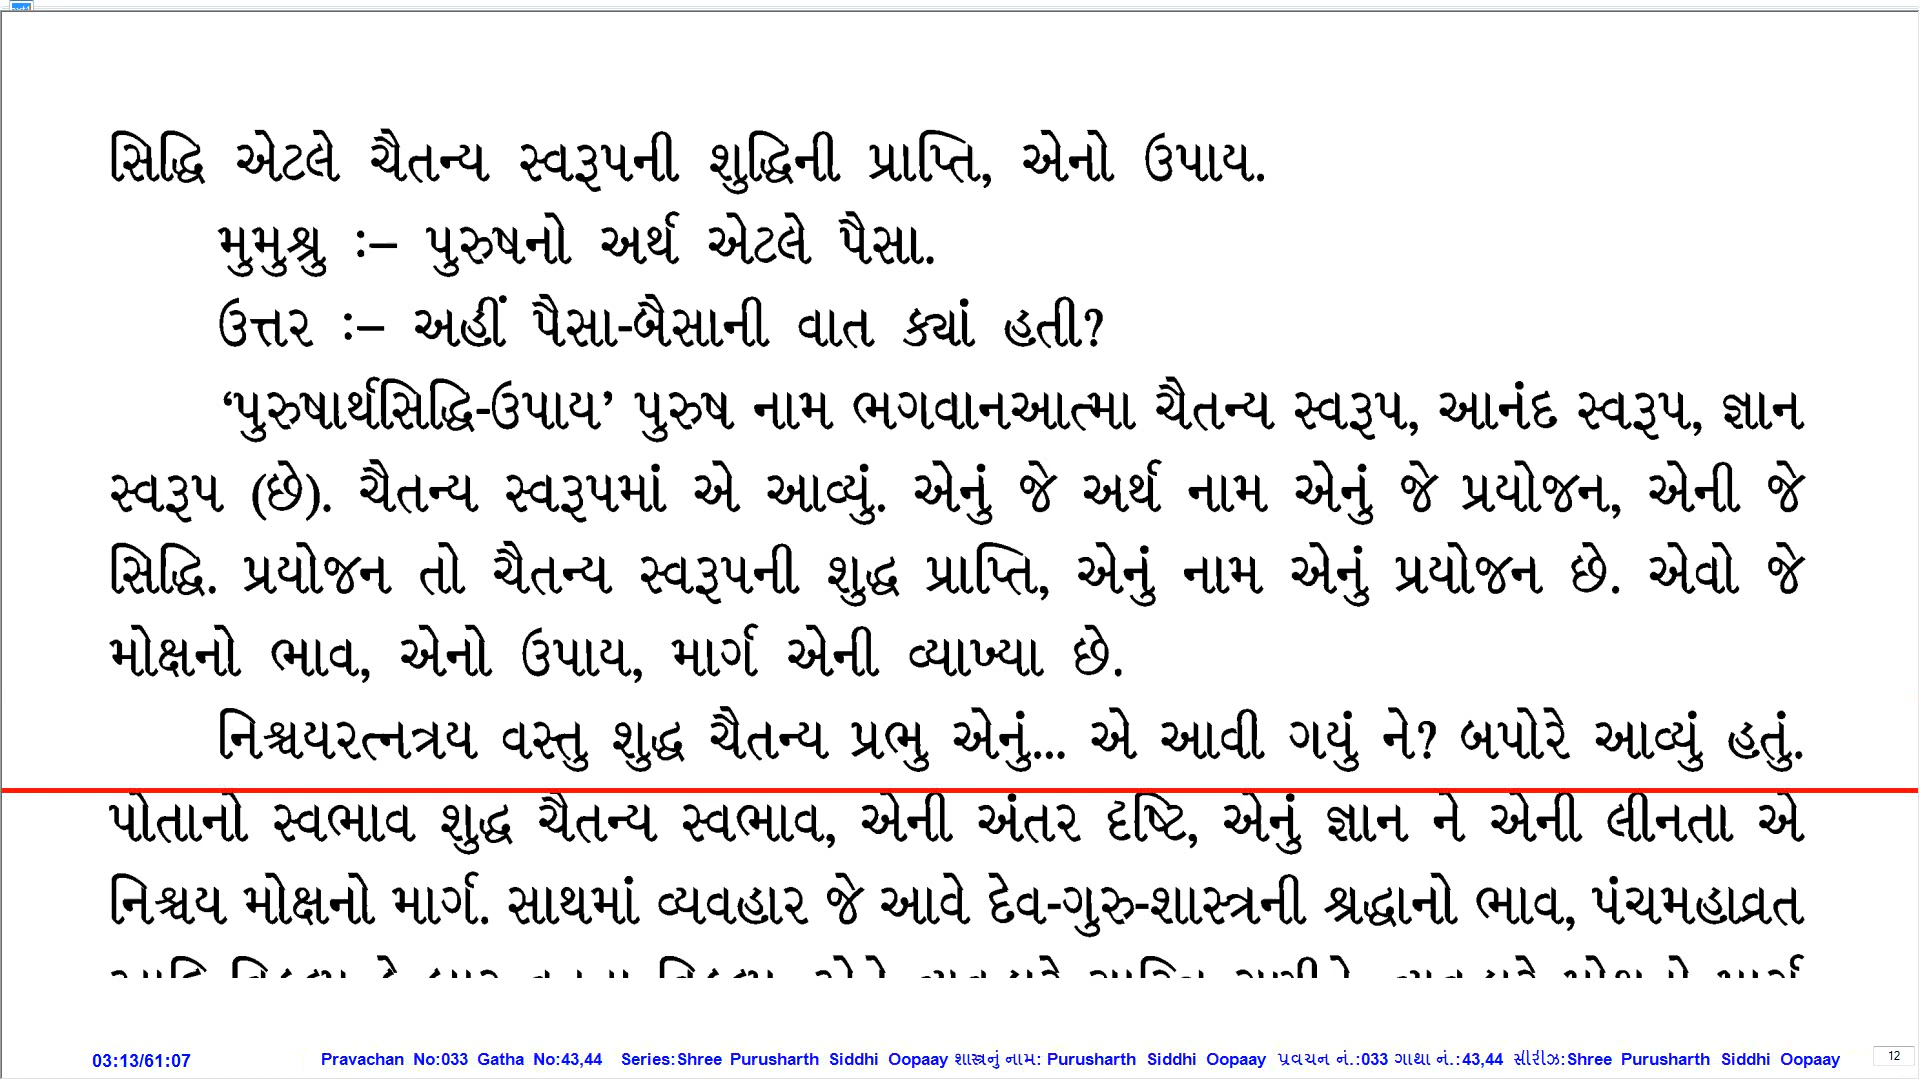 સિદ્ધિ એટલે ચૈતન્ય સ્વરૂપની શુદ્ધિની પ્રાપ્તિ, એનો ઉપાય.
મુમુશ્રુ :– પુરુષનો અર્થ એટલે પૈસા.
ઉત્તર :– અહીં પૈસા-બૈસાની વાત ક્યાં હતી?
‘પુરુષાર્થસિદ્ધિ-ઉપાય’ પુરુષ નામ ભગવાનઆત્મા ચૈતન્ય સ્વરૂપ, આનંદ સ્વરૂપ, જ્ઞાન
સ્વરૂપ (છે). ચૈતન્ય સ્વરૂપમાં એ આવ્યું. એનું જે અર્થ નામ એનું જે પ્રયોજન, એની જે
સિદ્ધિ. પ્રયોજન તો ચૈતન્ય સ્વરૂપની શુદ્ધ પ્રાપ્તિ, એનું નામ એનું પ્રયોજન છે. એવો જે
મોક્ષનો ભાવ, એનો ઉપાય, માર્ગ એની વ્યાખ્યા છે.
નિશ્ચયરત્નત્રય વસ્તુ શુદ્ધ ચૈતન્ય પ્રભુ એનું... એ આવી ગયું ને? બપોરે આવ્યું હતું.
પોતાનો સ્વભાવ શુદ્ધ ચૈતન્ય સ્વભાવ, એની અંતર દૃષ્ટિ, એનું જ્ઞાન ને એની લીનતા એ
નિશ્ચય મોક્ષનો માર્ગ. સાથમાં વ્યવહાર જે આવે દેવ-ગુરુ-શાસ્ત્રની શ્રદ્ધાનો ભાવ, પંચમહાવ્રત
03:13/61:07 Pravachan No:033 Gatha No:43,44 Series:Shree Purusharth Siddhi Oopaay શાસ્ત્રનું નામ: Purusharth Siddhi Oopaay પ્રવચન નં.:033 ગાથા નં.:43,44 સીરીઝ:Shree Purusharth Siddhi Oopaay 12